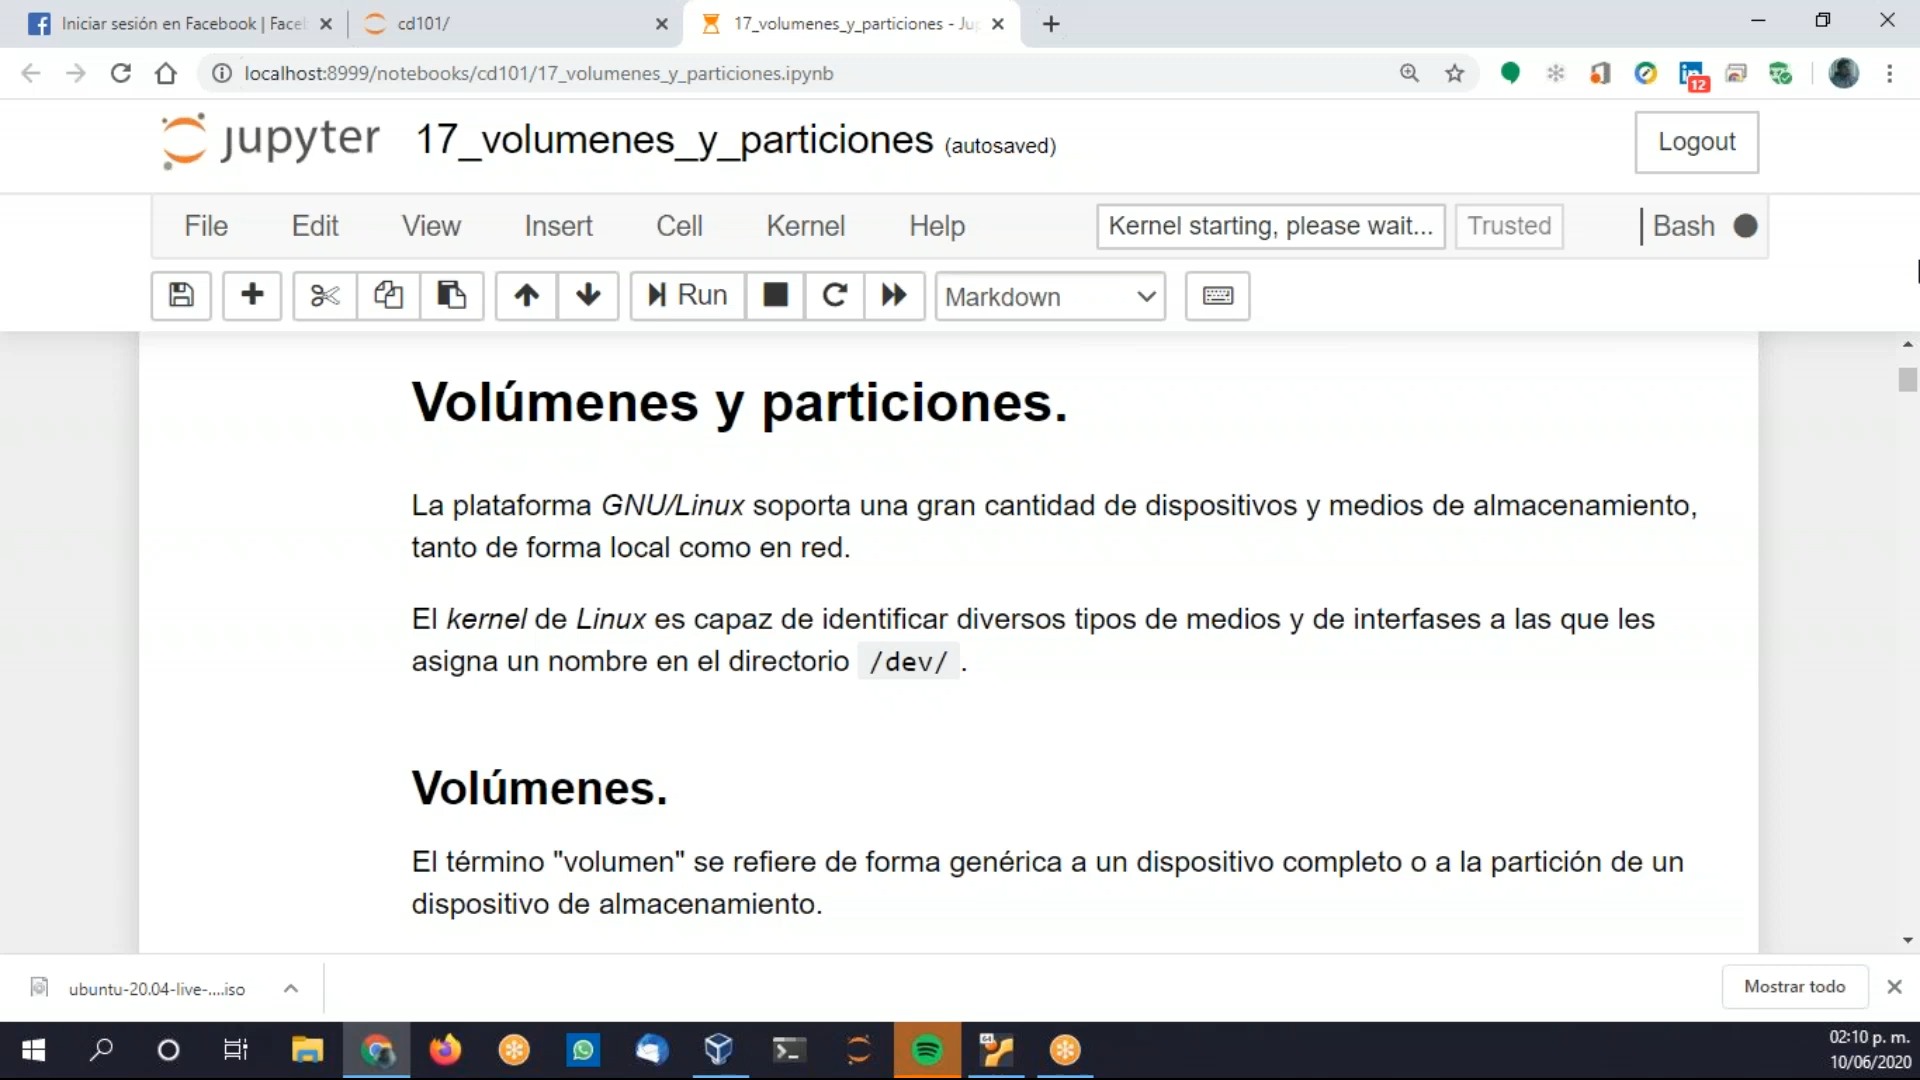 Iniciar sesión en Facebook | Face
cd101/
17_volumenes_y_particiones - Ju
localhost:8999/notebooks/cd101/17_volumenes_y_particiones.ipynb
12
jupyter 17_volumenes_y_particiones (autosaved)
Logout
File Edit View Insert Cell Kernel Help
Kernel starting, please wait... Trusted Bash
Run Markdown
Volúmenes y particiones.
La plataforma GNU/Linux soporta una gran cantidad de dispositivos y medios de almacenamiento,
tanto de forma local como en red.
El kernel de Linux es capaz de identificar diversos tipos de medios y de interfases a las que les
asigna un nombre en el directorio /dev/ .
Volúmenes.
El término "volumen" se refiere de forma genérica a un dispositivo completo o a la partición de un
dispositivo de almacenamiento.
ubuntu-20.04-live-....iso
Mostrar todo
64
02:10 p. m.
10/06/2020